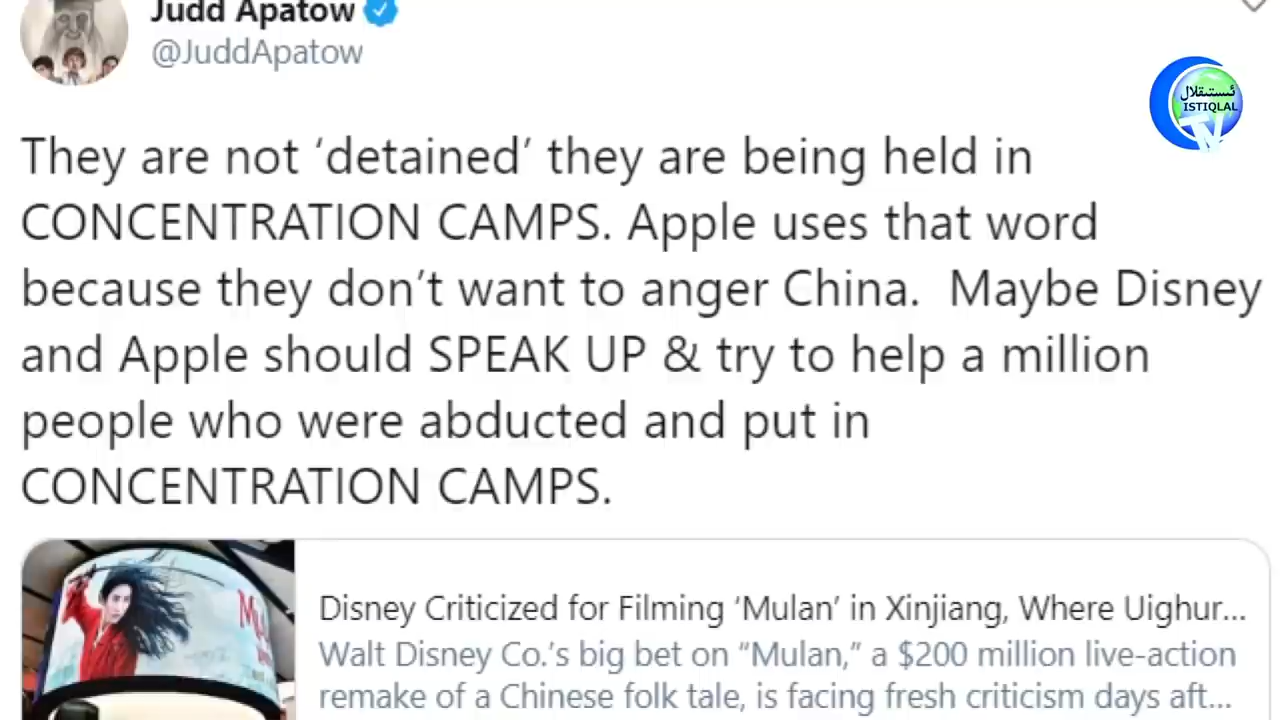 Judd Apatow
@JuddApatow
ئىستىقلال
ISTIQLAL
TV
They are not ‘detained’ they are being held in
CONCENTRATION CAMPS. Apple uses that word
because they don’t want to anger China.  Maybe Disney
and Apple should SPEAK UP & try to help a million
people who were abducted and put in
CONCENTRATION CAMPS.
Disney Criticized for Filming ‘Mulan’ in Xinjiang, Where Uighur...
Walt Disney Co.’s big bet on “Mulan,” a $200 million live-action
remake of a Chinese folk tale, is facing fresh criticism days aft...